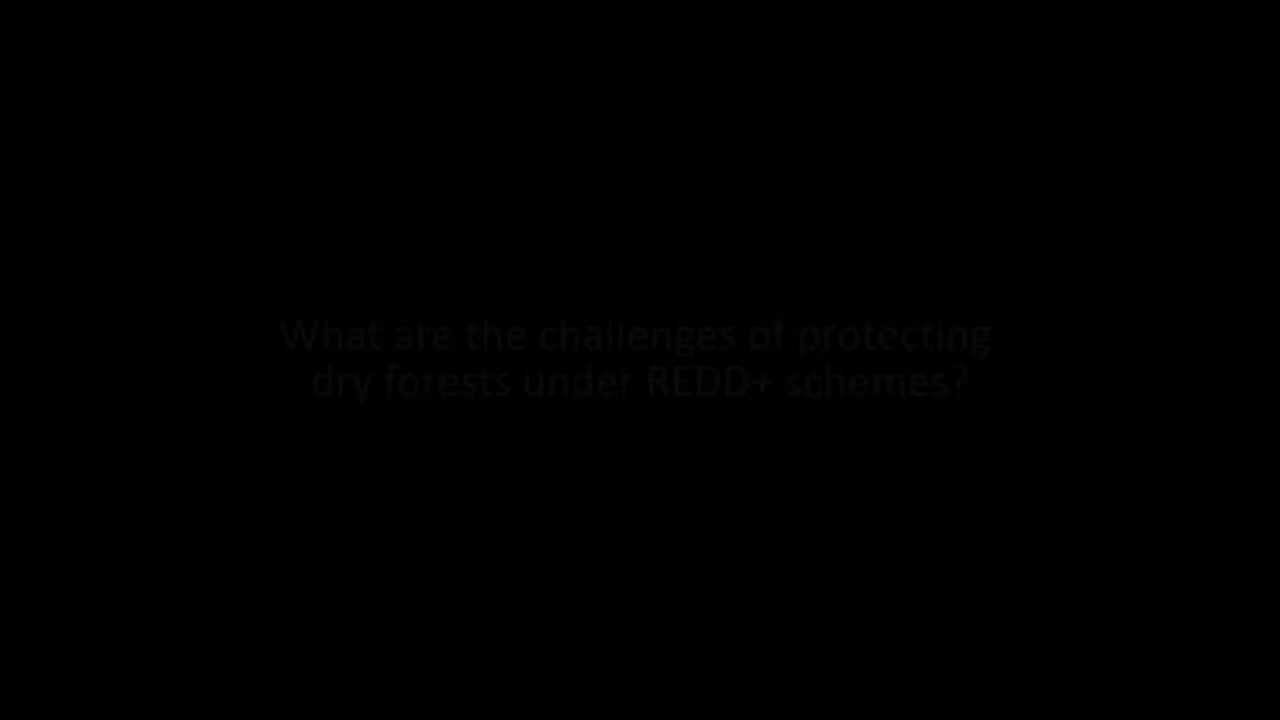 What are the challenges of protecting
dry forests under REDD+ schemes?